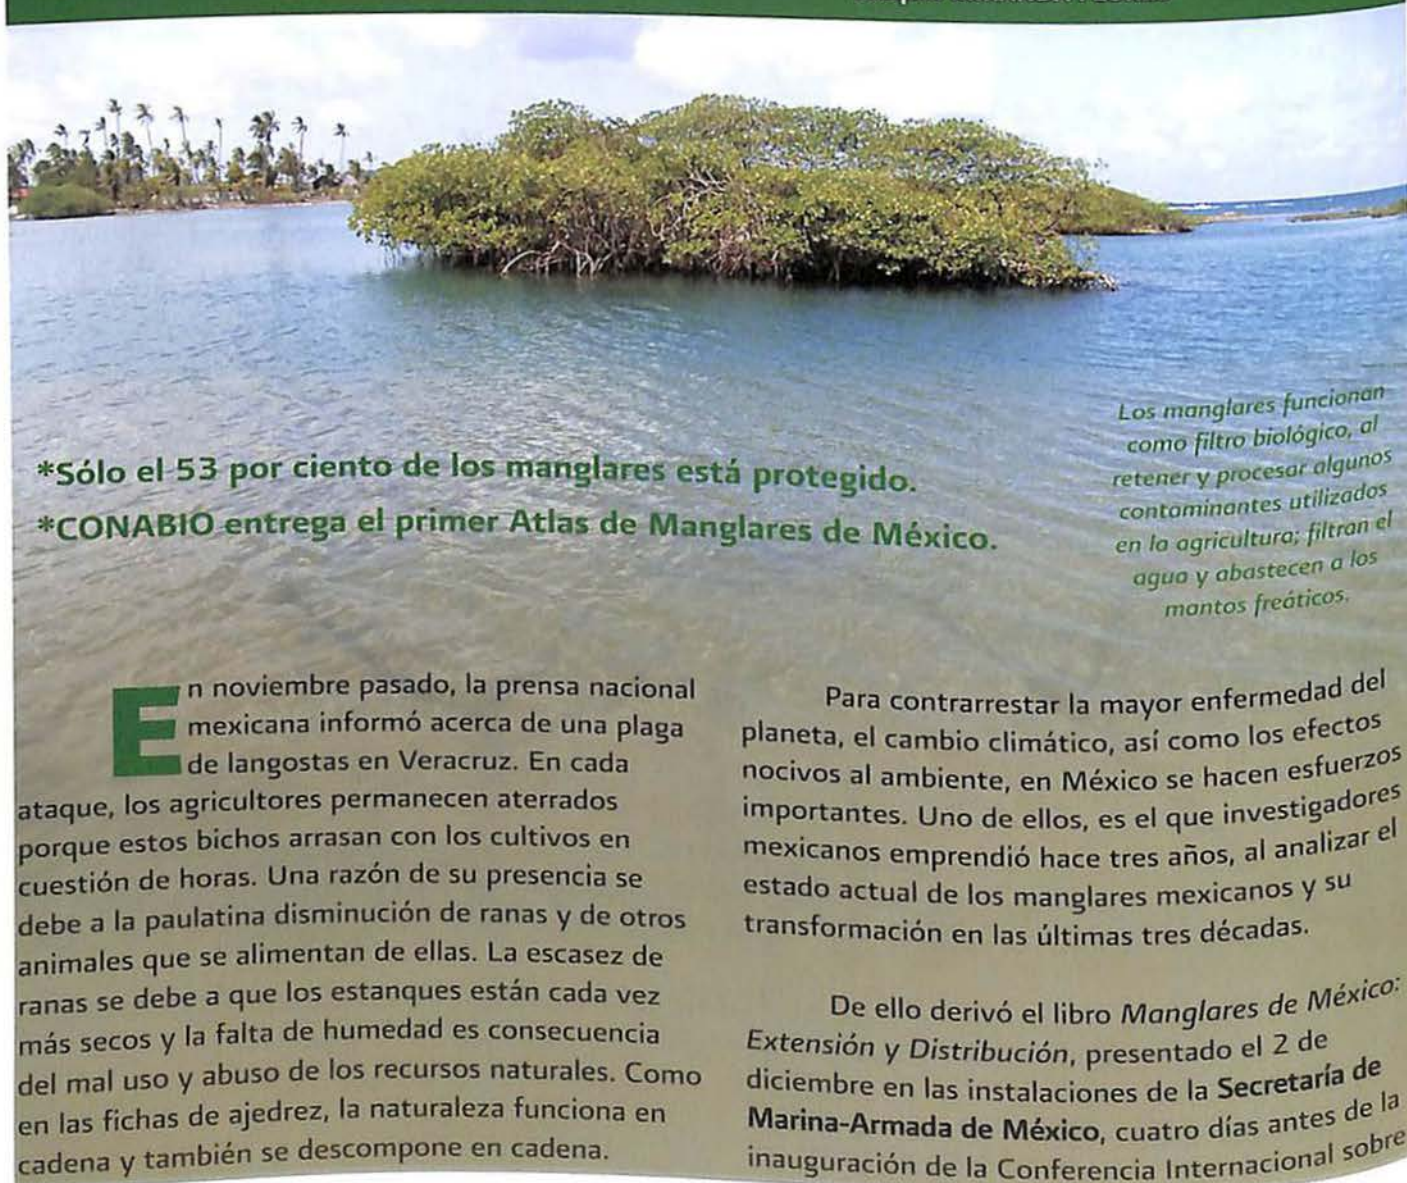 *Sólo el 53 por ciento de los manglares está protegido.
*CONABIO entrega el primer Atlas de Manglares de México.
Los manglares funcionan
como filtro biológico, al
retener y procesar algunos
contaminantes utilizados
en la agricultura; filtran el
agua y abastecen a los
mantos freáticos.
En noviembre pasado, la prensa nacional
mexicana informó acerca de una plaga
de langostas en Veracruz. En cada
ataque, los agricultores permanecen aterrados
porque estos bichos arrasan con los cultivos en
cuestión de horas. Una razón de su presencia se
debe a la paulatina disminución de ranas y de otros
animales que se alimentan de ellas. La escasez de
ranas se debe a que los estanques están cada vez
más secos y la falta de humedad es consecuencia
del mal uso y abuso de los recursos naturales. Como
en las fichas de ajedrez, la naturaleza funciona en
cadena y también se descompone en cadena.
Para contrarrestar la mayor enfermedad del
planeta, el cambio climático, así como los efectos
nocivos al ambiente, en México se hacen esfuerzos
importantes. Uno de ellos, es el que investigadores
mexicanos emprendió hace tres años, al analizar el
estado actual de los manglares mexicanos y su
transformación en las últimas tres décadas.
De ello derivó el libro Manglares de México:
Extensión y Distribución, presentado el 2 de
diciembre en las instalaciones de la Secretaría de
Marina-Armada de México, cuatro días antes de la
inauguración de la Conferencia Internacional sobre